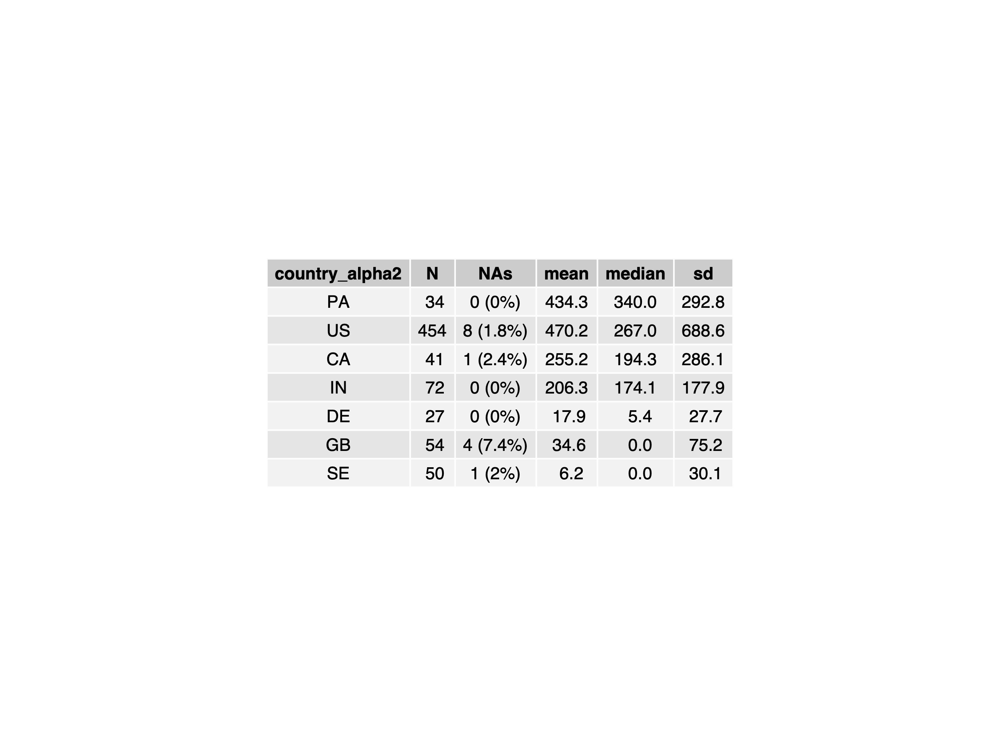 country_alpha2 N NAs mean median sd
PA 34 0 (0%) 434.3 340.0 292.8
US 454 8 (1.8%) 470.2 267.0 688.6
CA 41 1 (2.4%) 255.2 194.3 286.1
IN 72 0 (0%) 206.3 174.1 177.9
DE 27 0 (0%) 17.9 5.4 27.7
GB 54 4 (7.4%) 34.6 0.0 75.2
SE 50 1 (2%) 6.2 0.0 30.1